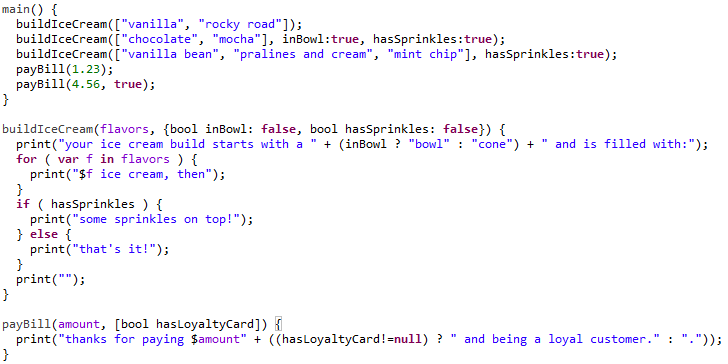 main() {
  buildIceCream(["vanilla", "rocky road"]);
  buildIceCream(["chocolate", "mocha"], inBowl:true, hasSprinkles:true);
  buildIceCream(["vanilla bean", "pralines and cream", "mint chip"], hasSprinkles:true);
  payBill(1.23);
  payBill(4.56, true);
}

buildIceCream(flavors, {bool inBowl: false, bool hasSprinkles: false}) {
  print("your ice cream build starts with a " + (inBowl ? "bowl" : "cone") + " and is filled with:");
  for ( var f in flavors ) {
    print("$f ice cream, then");
  }
  if ( hasSprinkles ) {
    print("some sprinkles on top!");
  } else {
    print("that's it!");
  }
  print("");
}

payBill(amount, [bool hasLoyaltyCard]) {
  print("thanks for paying $amount" + ((hasLoyaltyCard!=null) ? " and being a loyal customer." : "."));
}